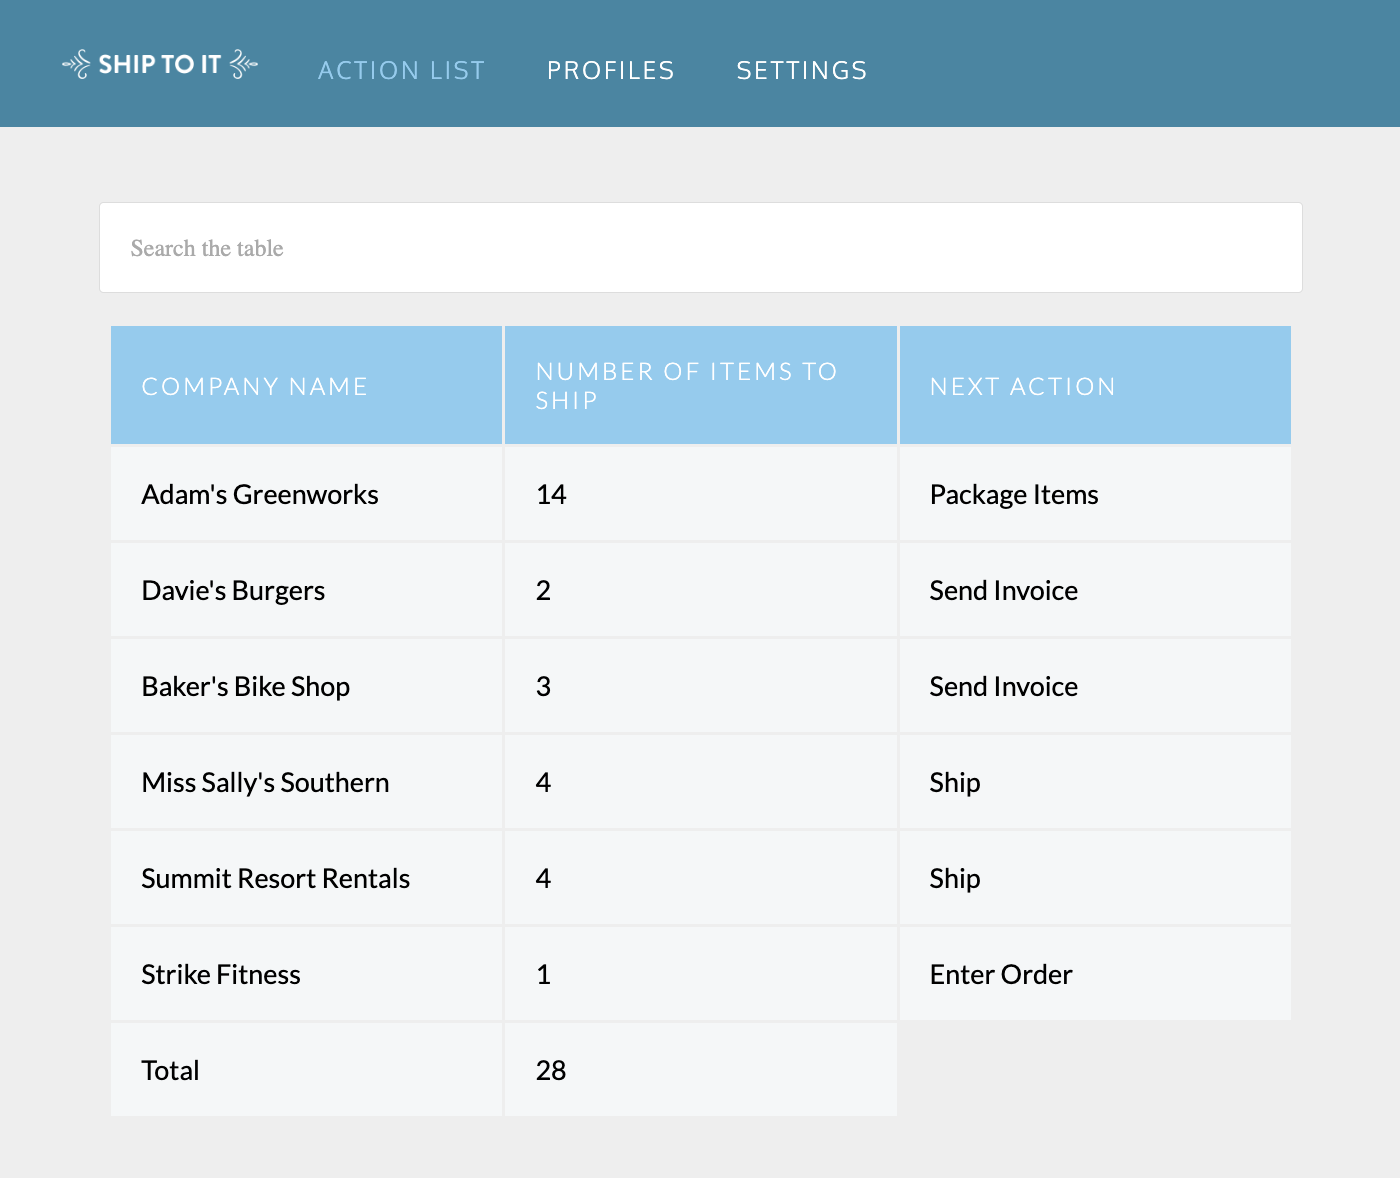 SHIP TO IT
ACTION LIST PROFILES SETTINGS
Search the table
COMPANY NAME NUMBER OF ITEMS TO SHIP NEXT ACTION
Adam's Greenworks 14 Package Items
Davie's Burgers 2 Send Invoice
Baker's Bike Shop 3 Send Invoice
Miss Sally's Southern 4 Ship
Summit Resort Rentals 4 Ship
Strike Fitness 1 Enter Order
Total 28